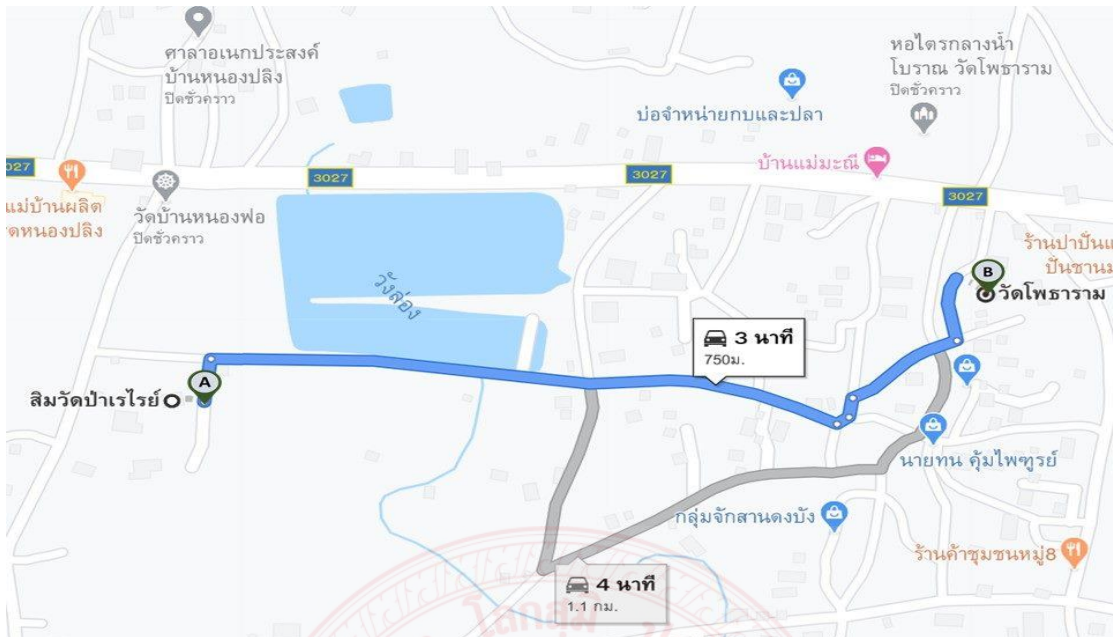 ศาลาอเนกประสงค์
บ้านหนองปลิง
ปิดชั่วคราว
หอไตรกลางน้ำ
โบราณ วัดโพธาราม
ปิดชั่วคราว
บ่อจำหน่ายกบและปลา
บ้านแม่มะณี
027
3027
3027
3027
แม่บ้านผลิต
ดหนองปลิง
วัดบ้านหนองฟอ
ปิดชั่วคราว
ร้านปาปั่นแ
ปั่นชานม
B
วัดโพธาราม
วังล่อง
3 นาที
750ม.
A
สิมวัดป่าเรไรย์
นายทน คุ้มไพฑูรย์
กลุ่มจักสานดงบัง
ร้านค้าชุมชนหมู่8
4 นาที
1.1 กม.